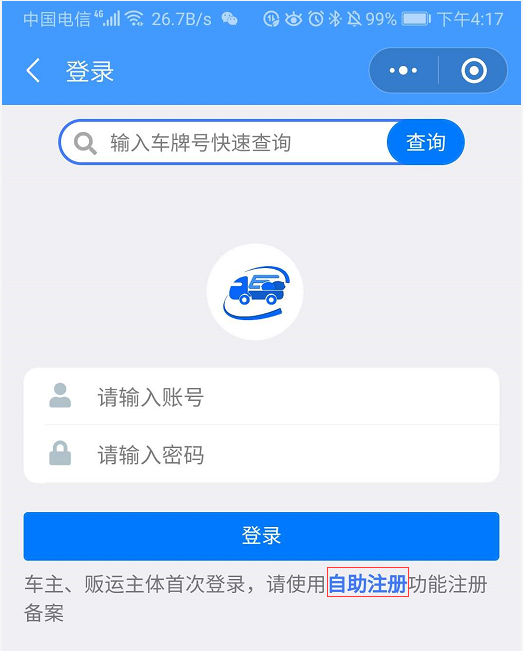 中国电信 4G 26.7B/s 99% 下午4:17
登录
输入车牌号快速查询 查询
请输入账号
请输入密码
登录
车主、贩运主体首次登录，请使用自助注册功能注册
备案